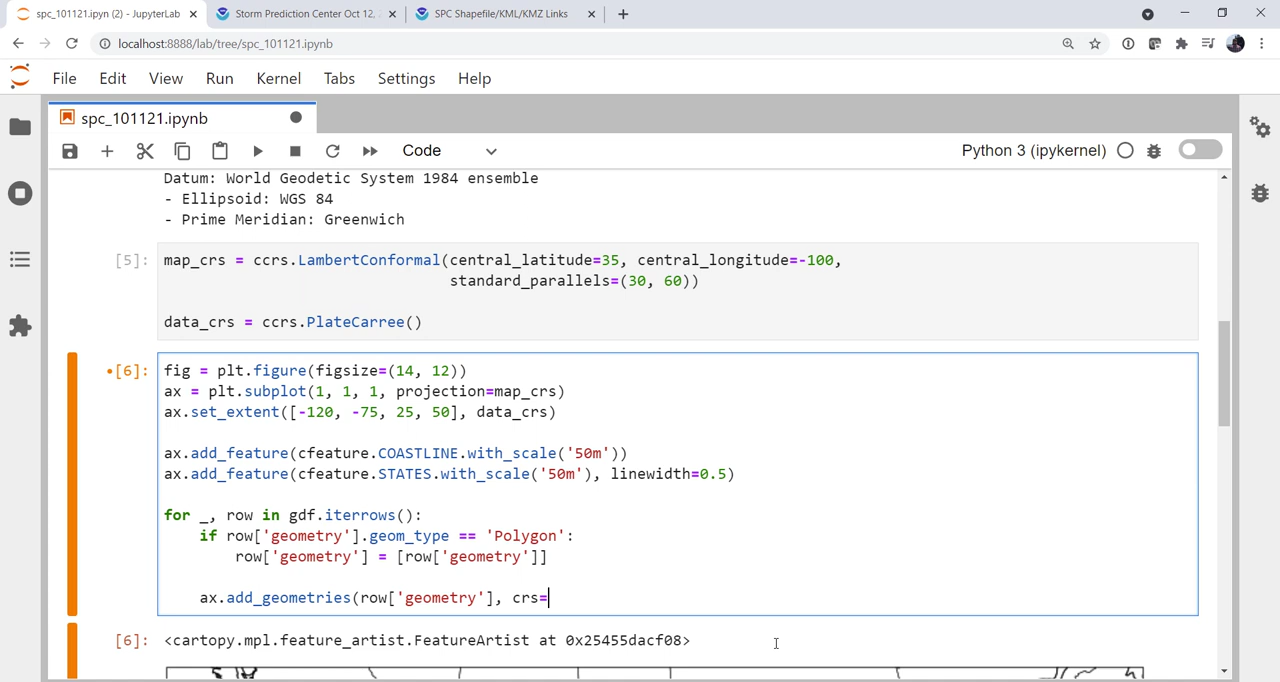 spc_101121.ipyn (2) - JupyterLab
Storm Prediction Center Oct 12,
SPC Shapefile/KML/KMZ Links
localhost:8888/lab/tree/spc_101121.ipynb
File Edit View Run Kernel Tabs Settings Help
spc_101121.ipynb
Code
Python 3 (ipykernel)
Datum: World Geodetic System 1984 ensemble
- Ellipsoid: WGS 84
- Prime Meridian: Greenwich
[5]: map_crs = ccrs.LambertConformal(central_latitude=35, central_longitude=-100,
standard_parallels=(30, 60))
data_crs = ccrs.PlateCarree()
[6]: fig = plt.figure(figsize=(14, 12))
ax = plt.subplot(1, 1, 1, projection=map_crs)
ax.set_extent([-120, -75, 25, 50], data_crs)
ax.add_feature(cfeature.COASTLINE.with_scale('50m'))
ax.add_feature(cfeature.STATES.with_scale('50m'), linewidth=0.5)
for _, row in gdf.iterrows():
if row['geometry'].geom_type == 'Polygon':
row['geometry'] = [row['geometry']]
ax.add_geometries(row['geometry'], crs=
[6]: <cartopy.mpl.feature_artist.FeatureArtist at 0x25455dacf08>